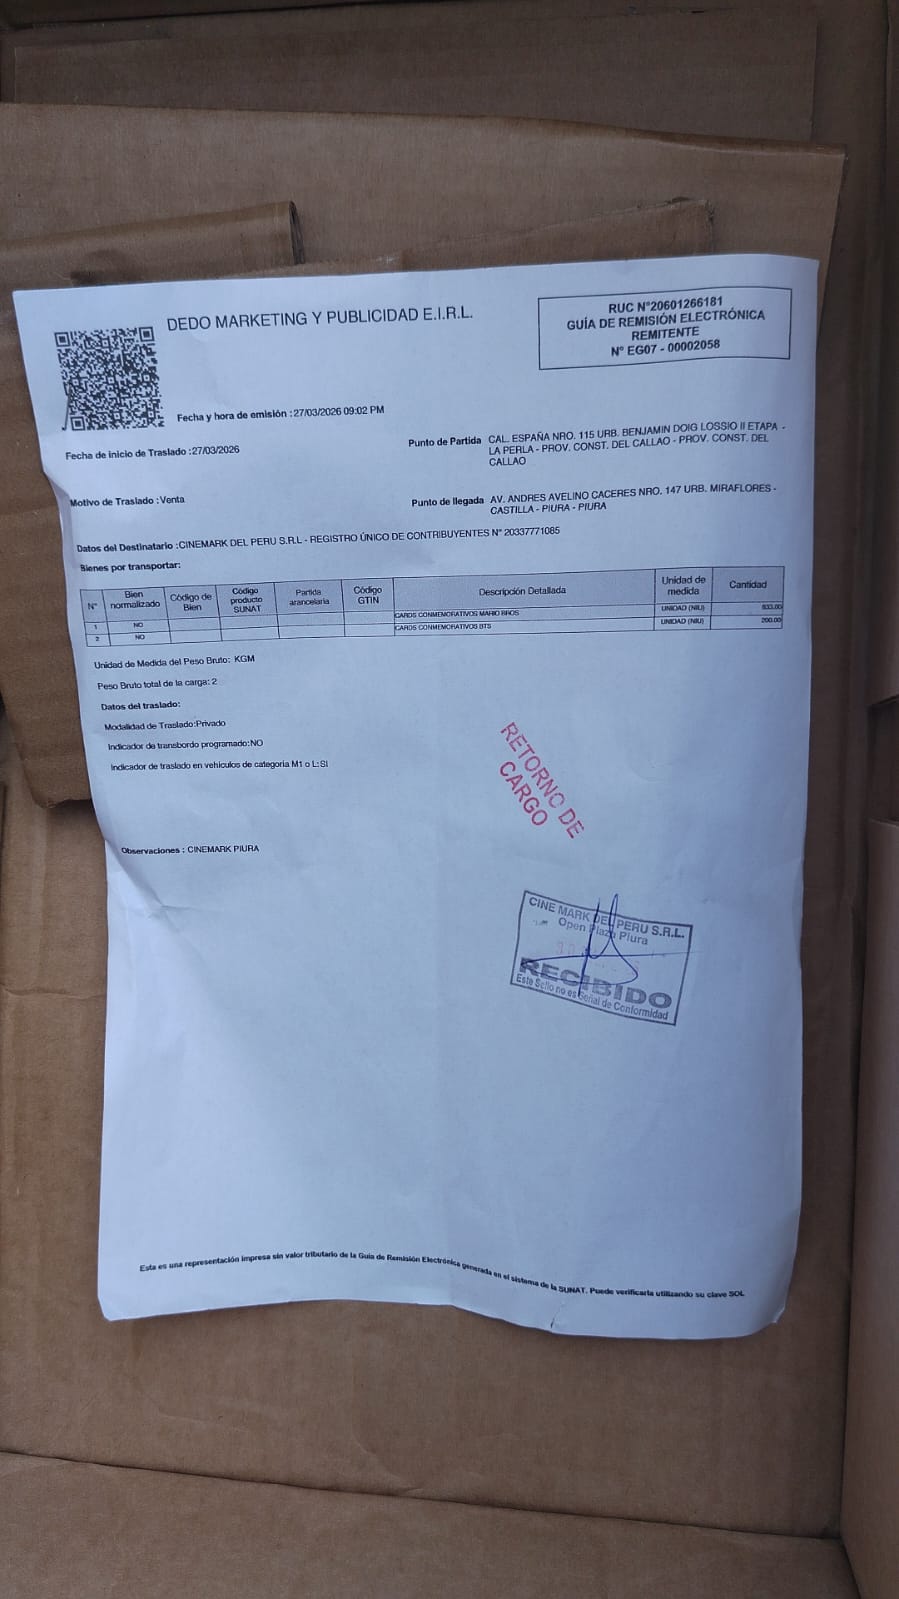 DEDO MARKETING Y PUBLICIDAD E.I.R.L.
RUC N°20601266181
GUÍA DE REMISIÓN ELECTRÓNICA
REMITENTE
N° EG07 - 00002058
Fecha y hora de emisión :27/03/2026 09:02 PM
Fecha de inicio de Traslado :27/03/2026
Punto de Partida CAL. ESPAÑA NRO. 115 URB. BENJAMIN DOIG LOSSIO II ETAPA -
LA PERLA - PROV. CONST. DEL CALLAO - PROV. CONST. DEL
CALLAO
Motivo de Traslado : Venta
Punto de llegada AV. ANDRES AVELINO CACERES NRO. 147 URB. MIRAFLORES -
CASTILLA - PIURA - PIURA
Datos del Destinatario :CINEMARK DEL PERU S.R.L - REGISTRO ÚNICO DE CONTRIBUYENTES N° 20337771085
Bienes por transportar:
N° Bien normalizado Código de Bien Código producto SUNAT Partida arancelaria Código GTIN Descripción Detallada Unidad de medida Cantidad
1 NO CARDS CONMEMORATIVOS MARIO BROS UNIDAD (NIU)
2 NO CARDS CONMEMORATIVOS BTS UNIDAD (NIU) 200.00
Unidad de Medida del Peso Bruto: KGM
Peso Bruto total de la carga: 2
Datos del traslado:
Modalidad de Traslado:Privado
Indicador de transbordo programado:NO
Indicador de traslado en vehículos de categoría M1 o L:SI
RETORNO DE
CARGO
Observaciones : CINEMARK PIURA
CINE MARK DEL PERU S.R.L.
Open Plaza Piura
RECIBIDO
Este Sello no es Señal de Conformidad
Esta es una representación impresa sin valor tributario de la Guía de Remisión Electrónica generada en el sistema de la SUNAT. Puede verificarla utilizando su clave SOL